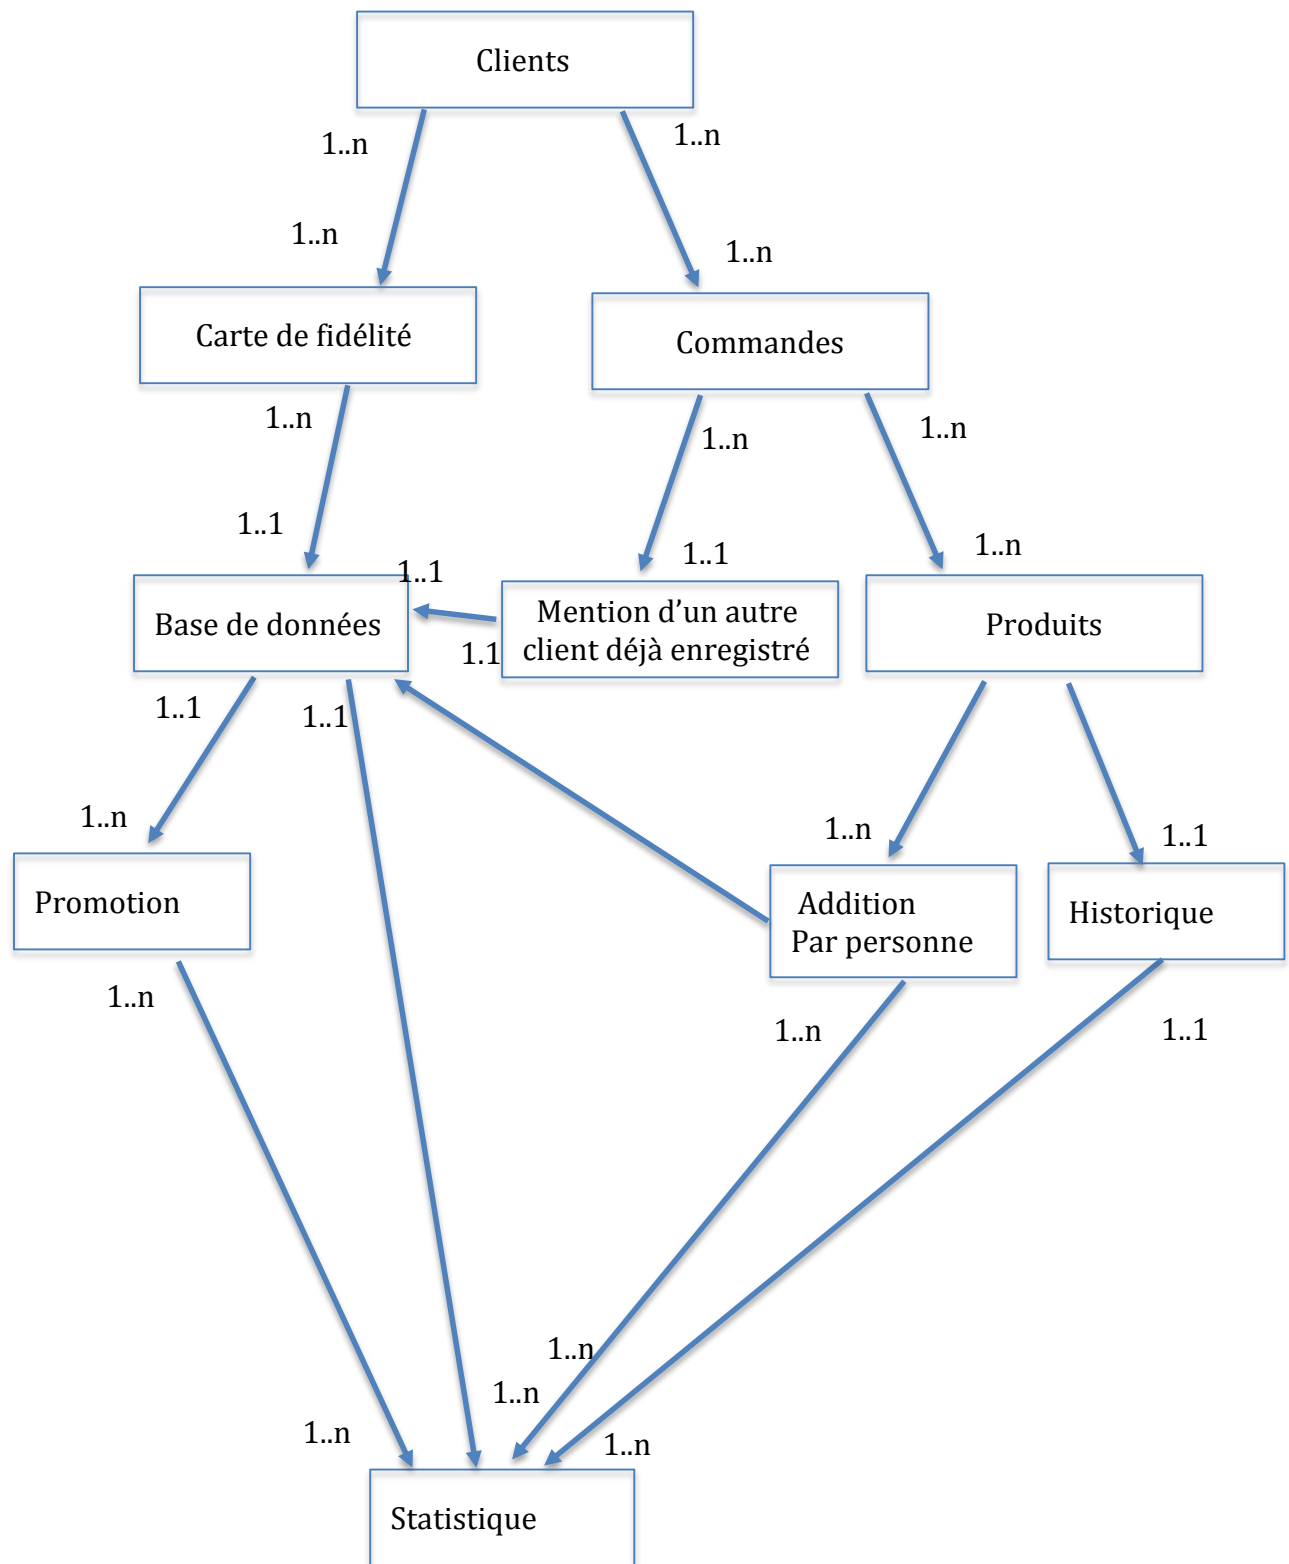 Clients
1..n
1..n
1..n
1..n
Carte de fidélité
Commandes
1..n
1..n
1..n
1..1
1..1
1..n
1..1
Base de données
Mention d’un autre
client déjà enregistré
Produits
1.1
1..1
1..1
1..n
1..n
1..1
Promotion
Addition
Par personne
Historique
1..n
1..n
1..1
1..n
1..n
1..n
1..n
Statistique